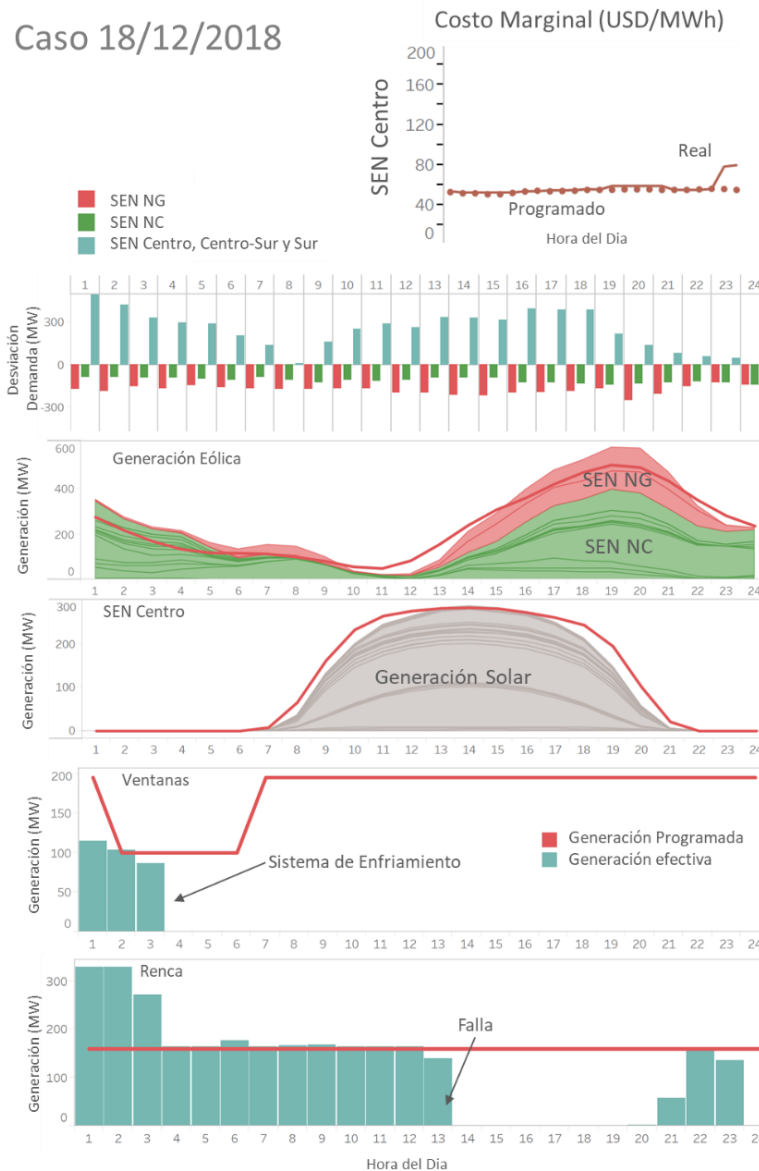 Caso 18/12/2018
Costo Marginal (USD/MWh)
SEN Centro
200
160
120
80
40
0
Real
Programado
Hora del Dia
SEN NG
SEN NC
SEN Centro, Centro-Sur y Sur
1 2 3 4 5 6 7 8 9 10 11 12 13 14 15 16 17 18 19 20 21 22 23 24
Desviación
Demanda (MW)
300
0
-300
Generación (MW)
600
400
200
0
Generación Eólica
SEN NG
SEN NC
1 2 3 4 5 6 7 8 9 10 11 12 13 14 15 16 17 18 19 20 21 22 23 24
Generación (MW)
300
200
100
0
SEN Centro
Generación Solar
1 2 3 4 5 6 7 8 9 10 11 12 13 14 15 16 17 18 19 20 21 22 23 24
Generación (MW)
200
150
100
50
0
Ventanas
Sistema de Enfriamiento
Generación Programada
Generación efectiva
1 2 3 4 5 6 7 8 9 10 11 12 13 14 15 16 17 18 19 20 21 22 23 24
Generación (MW)
300
200
100
0
Renca
Falla
1 2 3 4 5 6 7 8 9 10 11 12 13 14 15 16 17 18 19 20 21 22 23
Hora del Dia